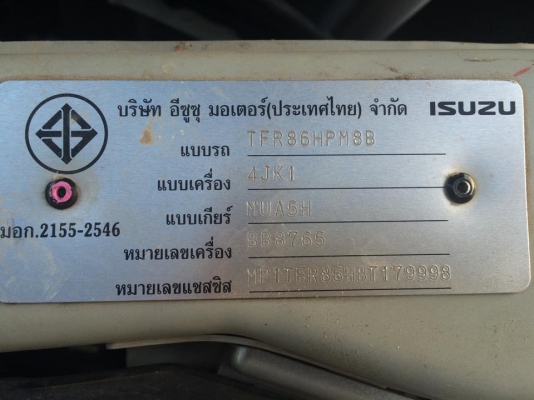 บริษัท อีซูซุ มอเตอร์(ประเทศไทย) จำกัด ISUZU
แบบรถ TFR86HPM8B
แบบเครื่อง 4JK1
แบบเกียร์ MUA5H
มอก.2155-2546
หมายเลขเครื่อง
หมายเลขแชสซิส MP1TFR86H8T179998